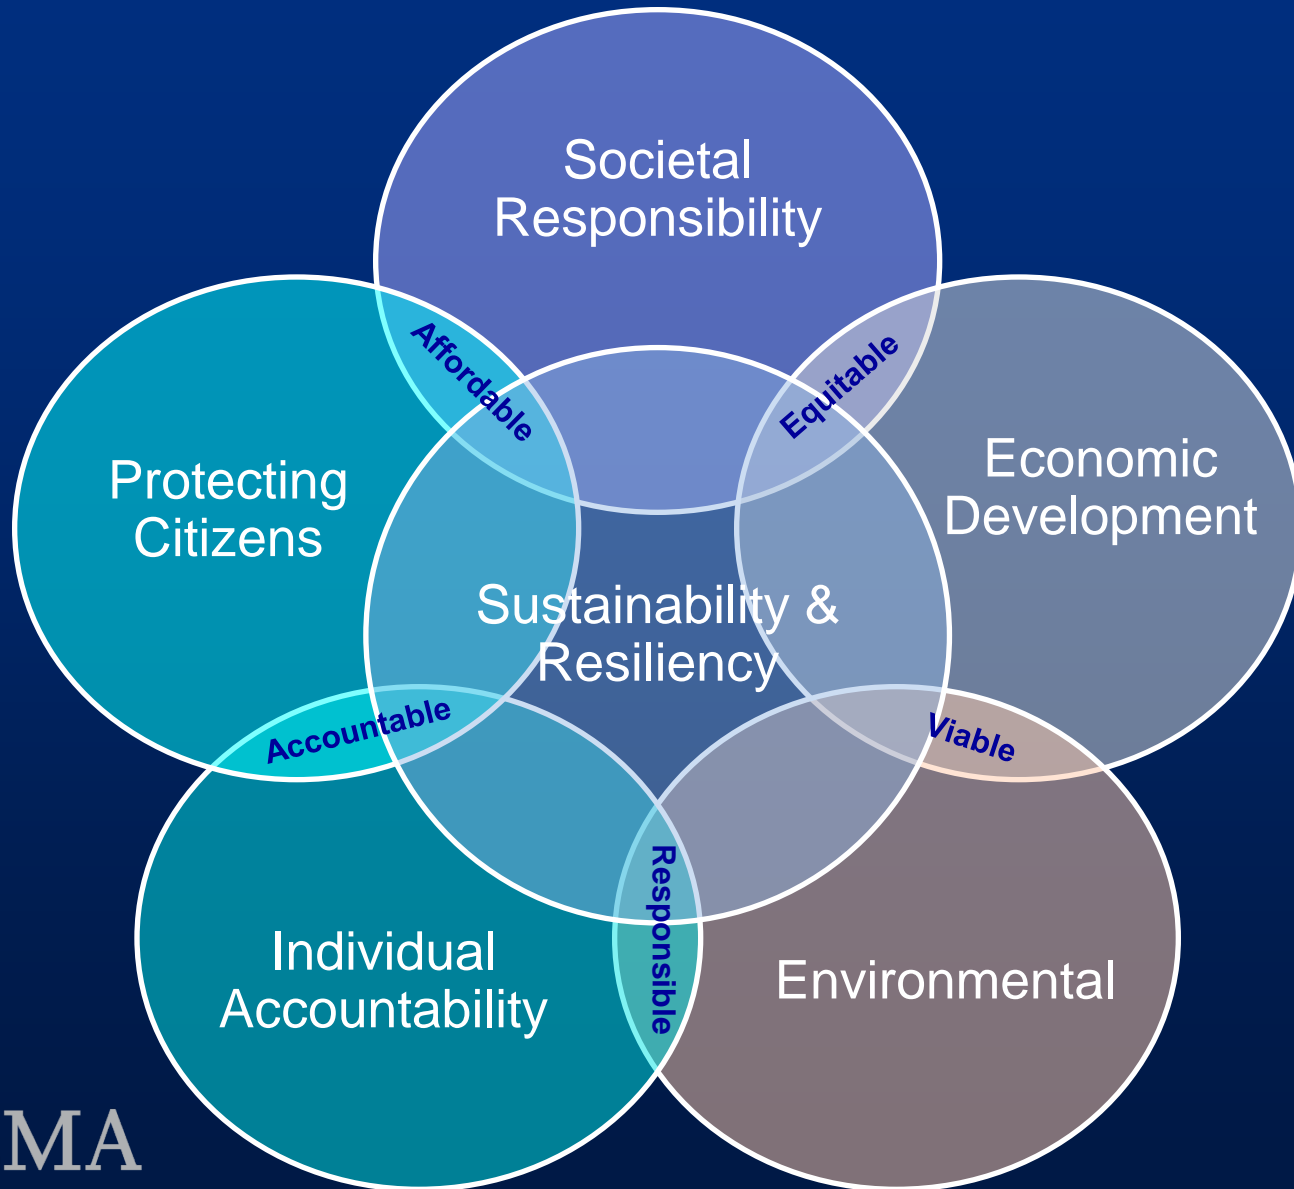 Societal
Responsibility
Affordable
Equitable
Protecting
Citizens
Economic
Development
Sustainability &
Resiliency
Accountable
Viable
Responsible
Individual
Accountability
Environmental
MA